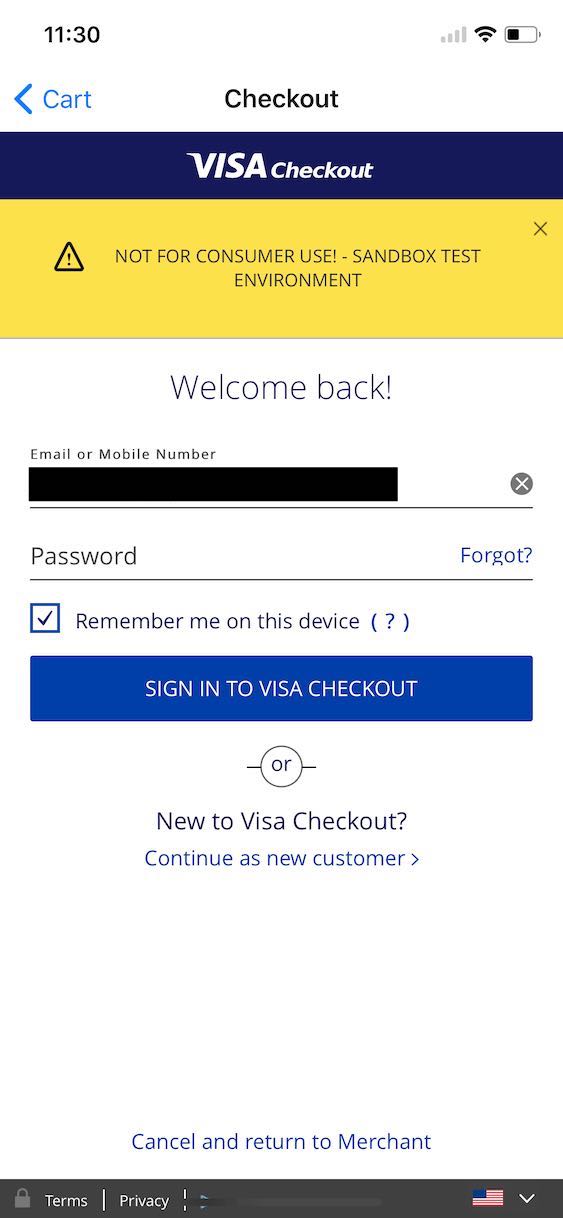 11:30
Cart
Checkout
VISA Checkout
NOT FOR CONSUMER USE! - SANDBOX TEST
ENVIRONMENT
Welcome back!
Email or Mobile Number
Password
Forgot?
Remember me on this device (?)
SIGN IN TO VISA CHECKOUT
or
New to Visa Checkout?
Continue as new customer >
Cancel and return to Merchant
Terms | Privacy